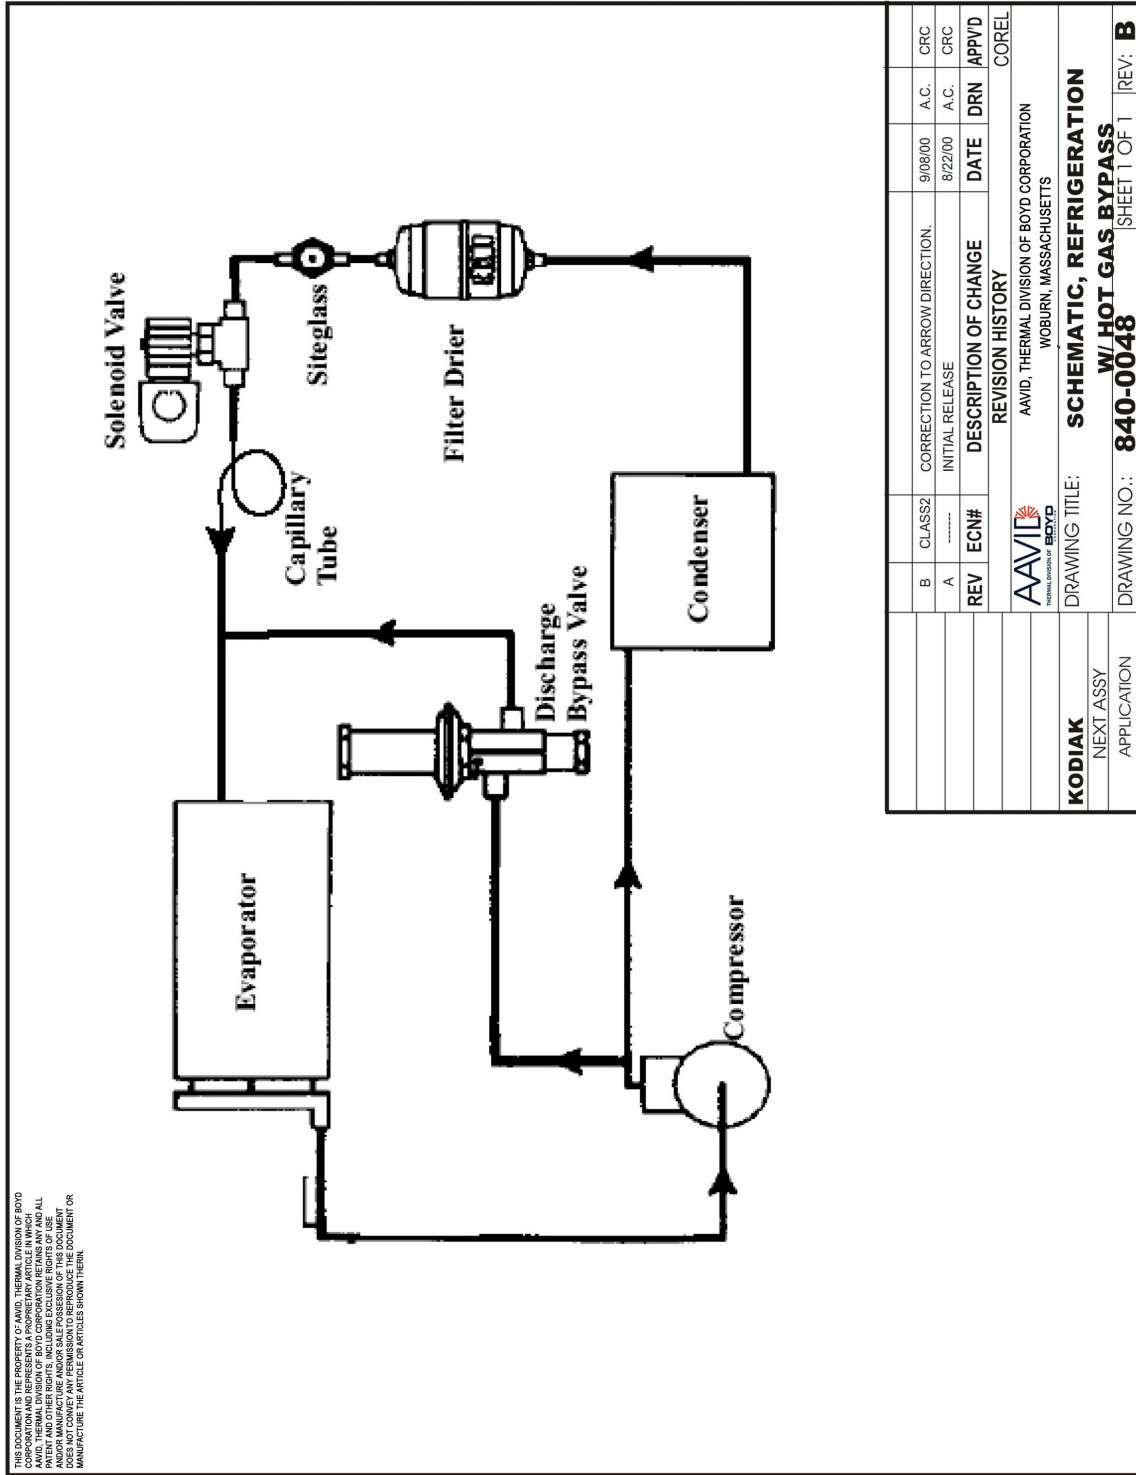 THIS DOCUMENT IS THE PROPERTY OF AAVID, THERMAL DIVISION OF BOYD
CORPORATION AND REPRESENTS A PROPRIETARY ARTICLE IN WHICH
AAVID, THERMAL DIVISION OF BOYD CORPORATION RETAINS ANY AND ALL
PATENT AND OTHER RIGHTS, INCLUDING EXCLUSIVE RIGHTS OF USE
AND/OR MANUFACTURE AND/OR SALE POSSESION OF THIS DOCUMENT
DOES NOT CONVEY ANY PERMISSION TO REPRODUCE THE DOCUMENT OR
MANUFACTURE THE ARTICLE OR ARTICLES SHOWN THERIN.
Solenoid Valve
Evaporator
Capillary
Tube
Siteglass
Filter Drier
Discharge
Bypass Valve
Condenser
Compressor
B CLASS2 CORRECTION TO ARROW DIRECTION. 9/08/00 A.C. CRC
A ------- INITIAL RELEASE 8/22/00 A.C. CRC
REV ECN# DESCRIPTION OF CHANGE DATE DRN APPV'D
REVISION HISTORY COREL
AAVID
THERMAL DIVISION OF BOYD
AAVID, THERMAL DIVISION OF BOYD CORPORATION
WOBURN, MASSACHUSETTS
KODIAK
NEXT ASSY
APPLICATION
DRAWING TITLE: SCHEMATIC, REFRIGERATION
W/ HOT GAS BYPASS
DRAWING NO.: 840-0048 SHEET 1 OF 1 REV: B